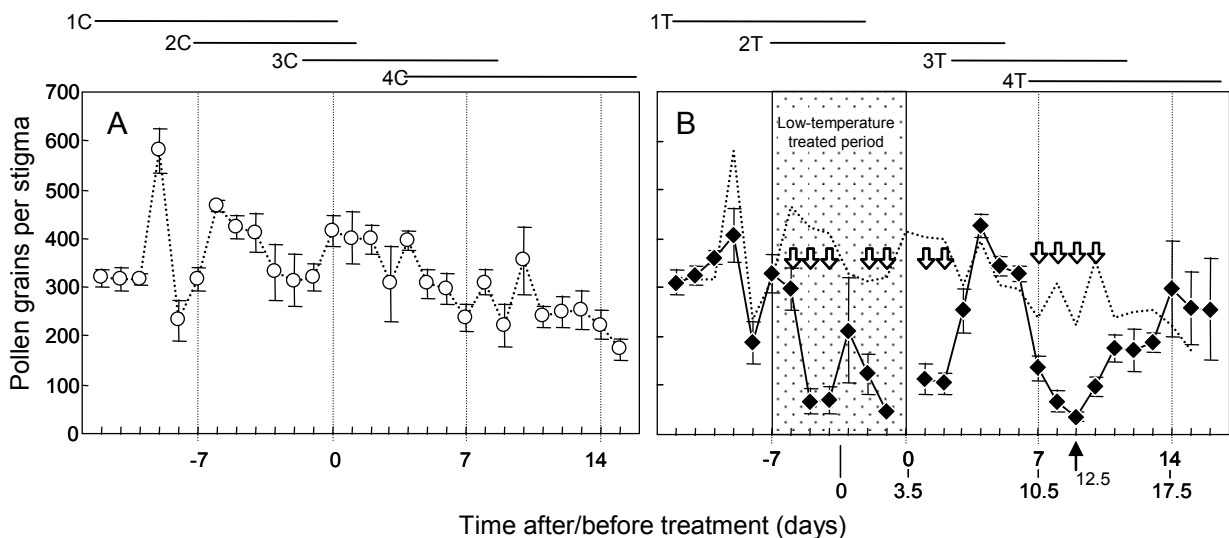 1C
2C
3C
4C
1T
2T
3T
4T
Pollen grains per stigma
700
600
500
400
300
200
100
0
A
-7
0
7
14
B
Low-temperature
treated period
-7
0
7
14
0
3.5
10.5
12.5
17.5
Time after/before treatment (days)